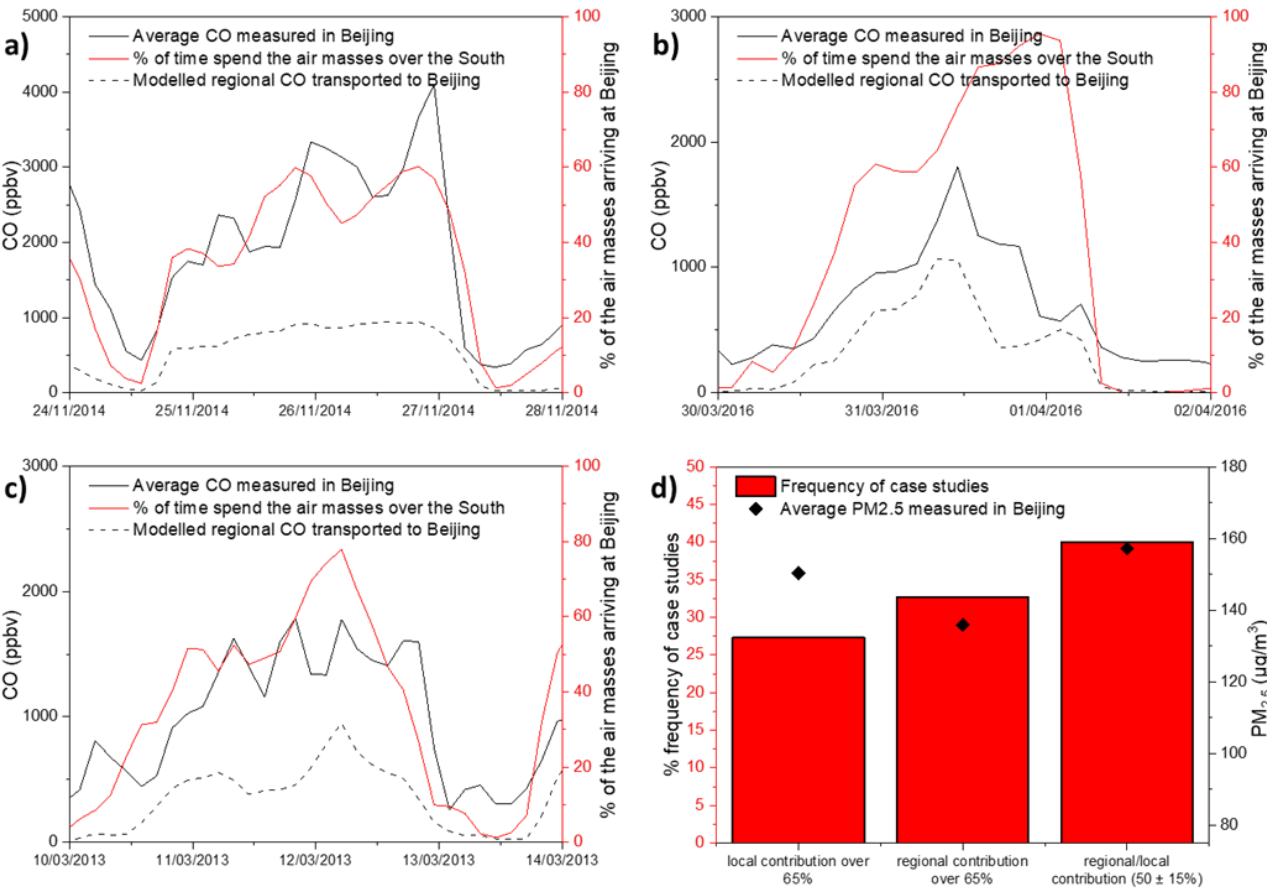 a)
Average CO measured in Beijing
% of time spend the air masses over the South
Modelled regional CO transported to Beijing
5000
4000
3000
2000
1000
0
CO (ppbv)
100
80
60
40
20
0
% of the air masses arriving at Beijing
24/11/2014
25/11/2014
26/11/2014
27/11/2014
28/11/2014
b)
Average CO measured in Beijing
% of time spend the air masses over the South
Modelled regional CO transported to Beijing
3000
2000
1000
0
CO (ppbv)
100
80
60
40
20
0
% of the air masses arriving at Beijing
30/03/2016
31/03/2016
01/04/2016
02/04/2016
c)
Average CO measured in Beijing
% of time spend the air masses over the South
Modelled regional CO transported to Beijing
3000
2000
1000
0
CO (ppbv)
100
80
60
40
20
0
% of the air masses arriving at Beijing
10/03/2013
11/03/2013
12/03/2013
13/03/2013
14/03/2013
d)
Frequency of case studies
Average PM2.5 measured in Beijing
50
45
40
35
30
25
20
15
10
5
0
% frequency of case studies
180
160
140
120
100
80
PM2.5 (µg/m³)
local contribution over
65%
regional contribution
over 65%
regional/local
contribution (50 ± 15%)